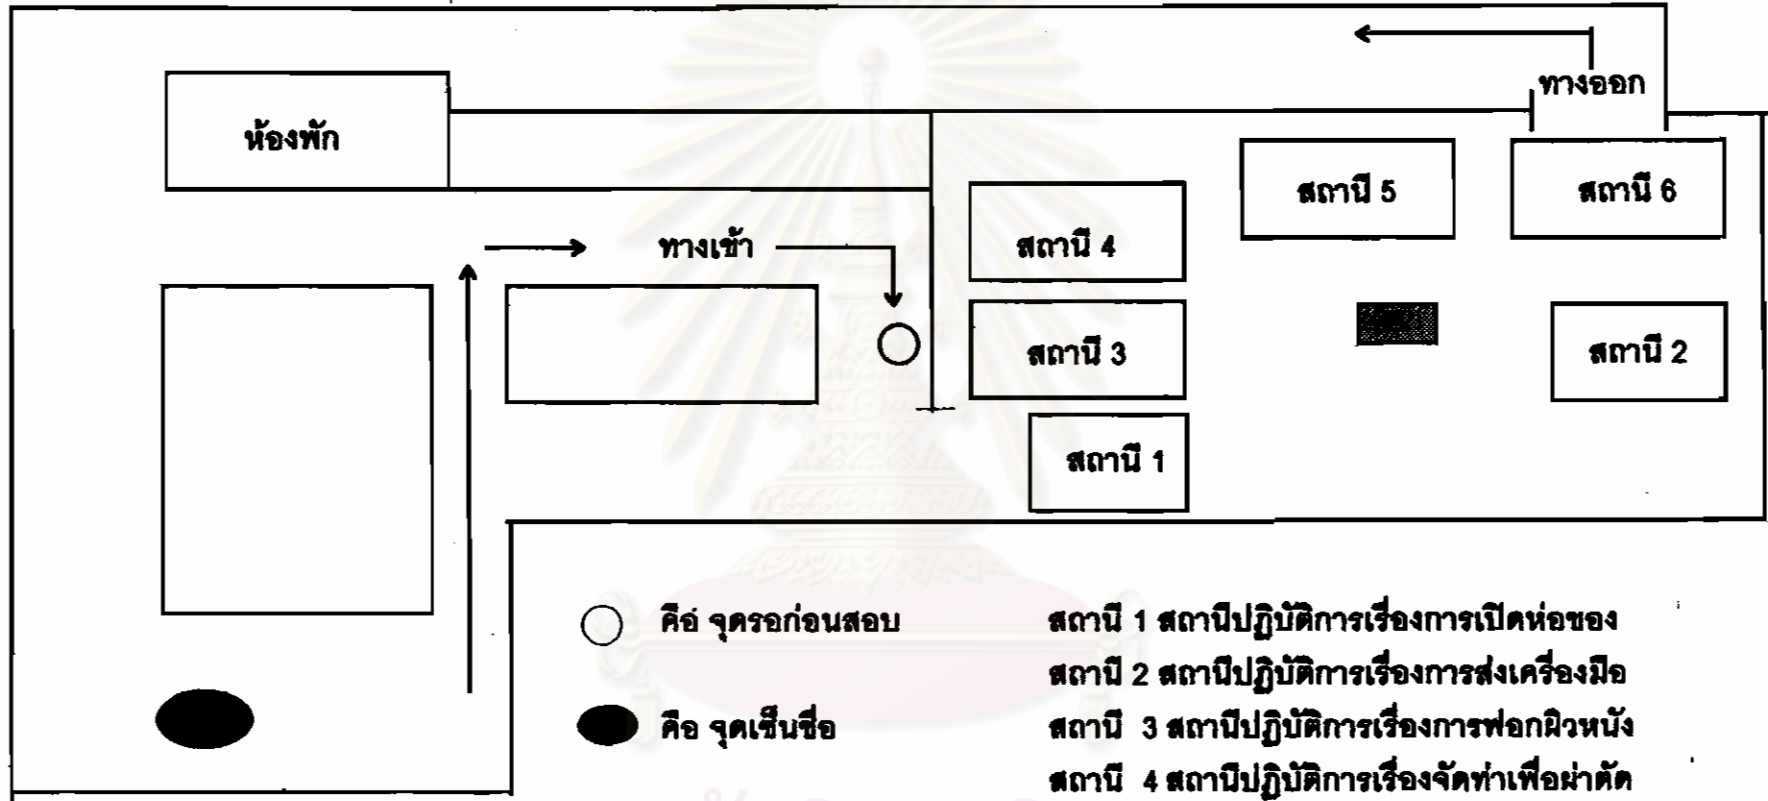 ทางออก
ห้องพัก
สถานี 5
สถานี 6
สถานี 4
ทางเข้า
สถานี 3
สถานี 2
สถานี 1
คือ จุดรอก่อนสอบ
คือ จุดเซ็นชื่อ
สถานี 1 สถานีปฏิบัติการเรื่องการเปิดห่อของ
สถานี 2 สถานีปฏิบัติการเรื่องการส่งเครื่องมือ
สถานี 3 สถานีปฏิบัติการเรื่องการฟอกผิวหนัง
สถานี 4 สถานีปฏิบัติการเรื่องจัดท่าเพื่อผ่าตัด